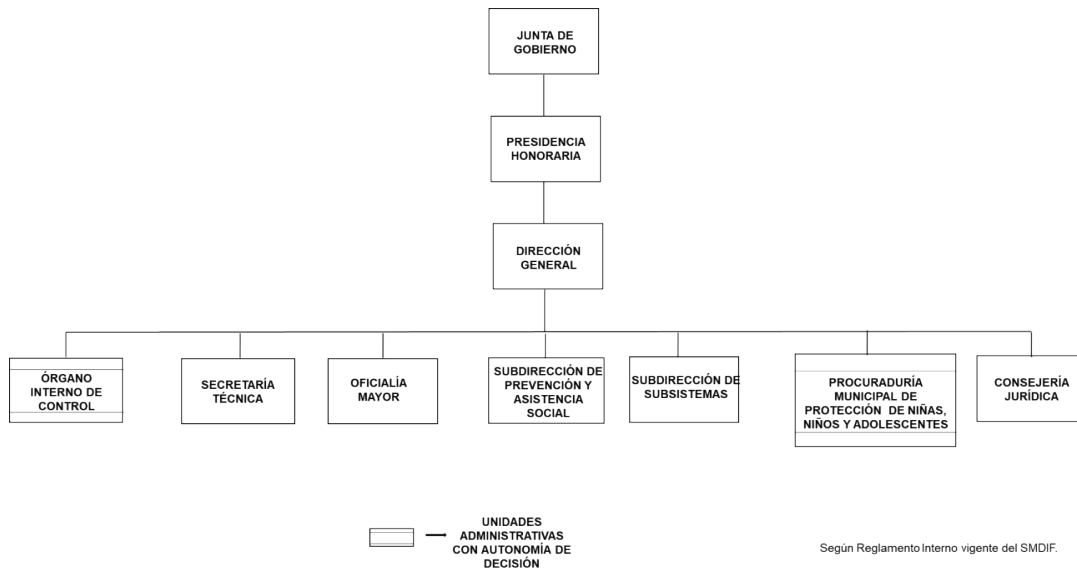 JUNTA DE
GOBIERNO
PRESIDENCIA
HONORARIA
DIRECCIÓN
GENERAL
ÓRGANO
INTERNO DE
CONTROL
SECRETARÍA
TÉCNICA
OFICIALÍA
MAYOR
SUBDIRECCIÓN DE
PREVENCIÓN Y
ASISTENCIA
SOCIAL
SUBDIRECCIÓN DE
SUBSISTEMAS
PROCURADURÍA
MUNICIPAL DE
PROTECCIÓN DE NIÑAS,
NIÑOS Y ADOLESCENTES
CONSEJERÍA
JURÍDICA
UNIDADES
ADMINISTRATIVAS
CON AUTONOMÍA DE
DECISIÓN
Según Reglamento Interno vigente del SMDIF.